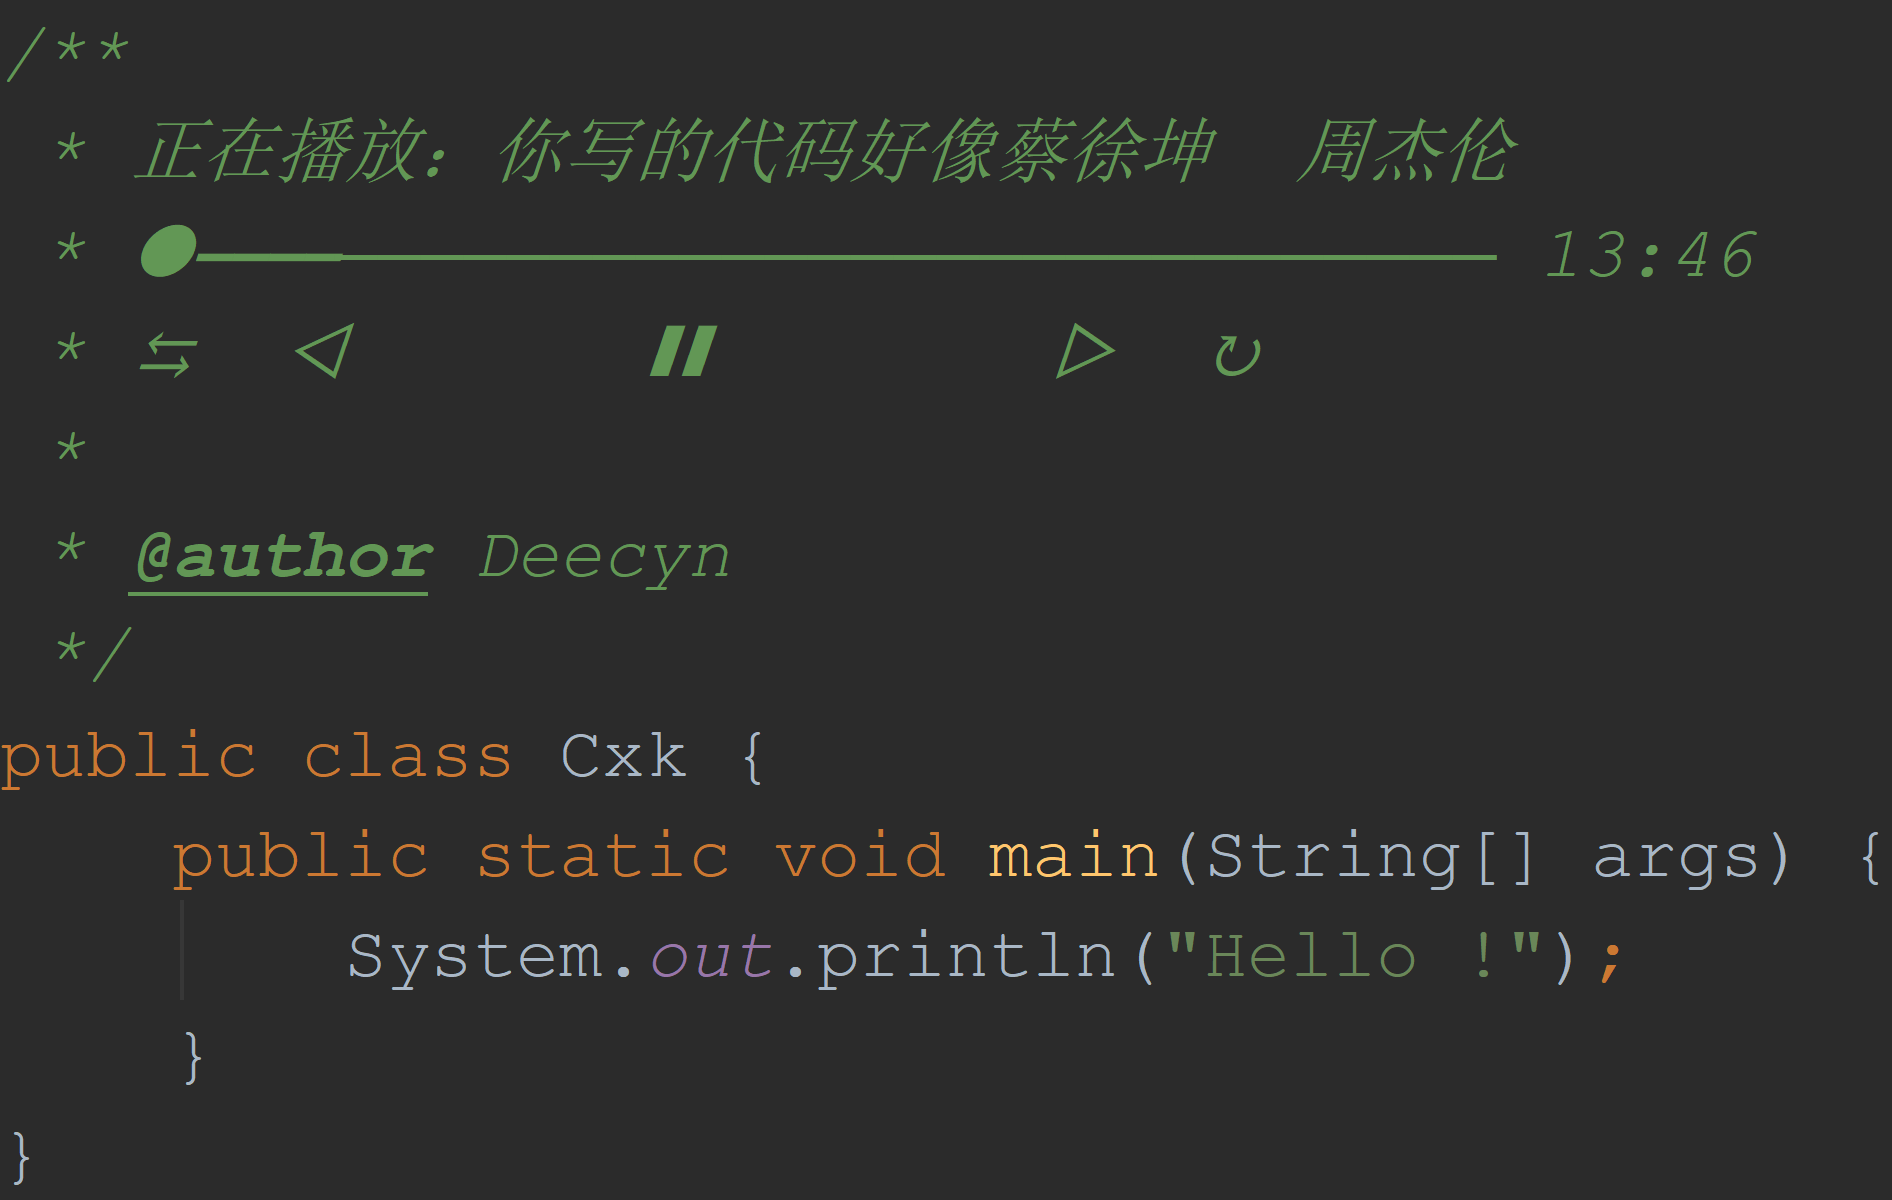 /**
 * 正在播放: 你写的代码好像蔡徐坤  周杰伦
 * ●━━────────────────── 13:46
 * ⇆  ◁    ❚❚    ▷  ↻
 *
 * @author Deecyn
 */
public class Cxk {
    public static void main(String[] args) {
        System.out.println("Hello !");
    }
}